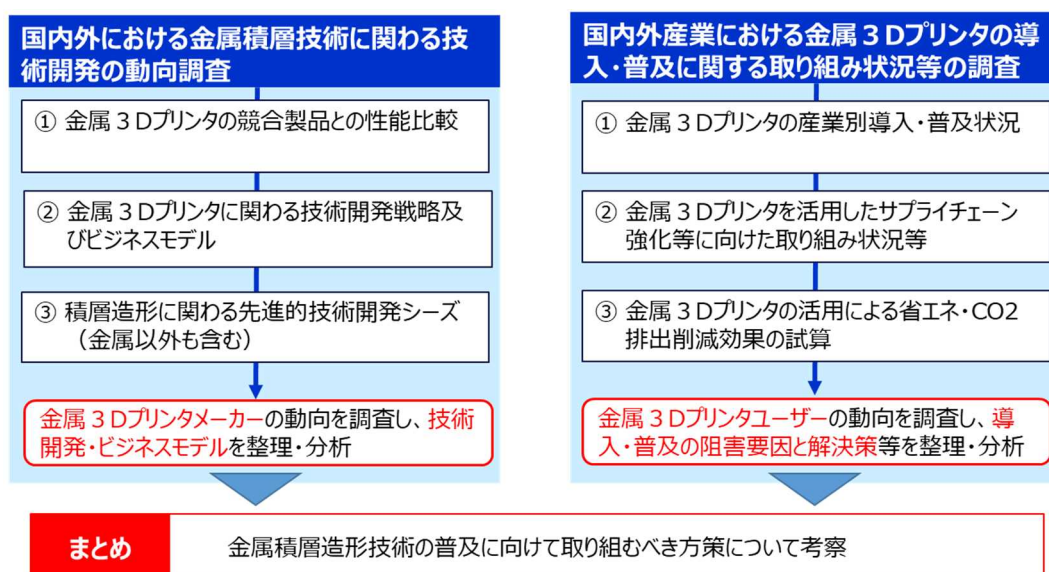 国内外における金属積層技術に関わる技
術開発の動向調査
① 金属３Dプリンタの競合製品との性能比較
② 金属３Dプリンタに関わる技術開発戦略及
びビジネスモデル
③ 積層造形に関わる先進的技術開発シーズ
（金属以外も含む）
金属３Dプリンタメーカーの動向を調査し、技術
開発・ビジネスモデルを整理・分析
国内外産業における金属３Dプリンタの導
入・普及に関する取り組み状況等の調査
① 金属３Dプリンタの産業別導入・普及状況
② 金属３Dプリンタを活用したサプライチェーン
強化等に向けた取り組み状況等
③ 金属３Dプリンタの活用による省エネ・CO2
排出削減効果の試算
金属３Dプリンタユーザーの動向を調査し、導
入・普及の阻害要因と解決策等を整理・分析
まとめ
金属積層造形技術の普及に向けて取り組むべき方策について考察